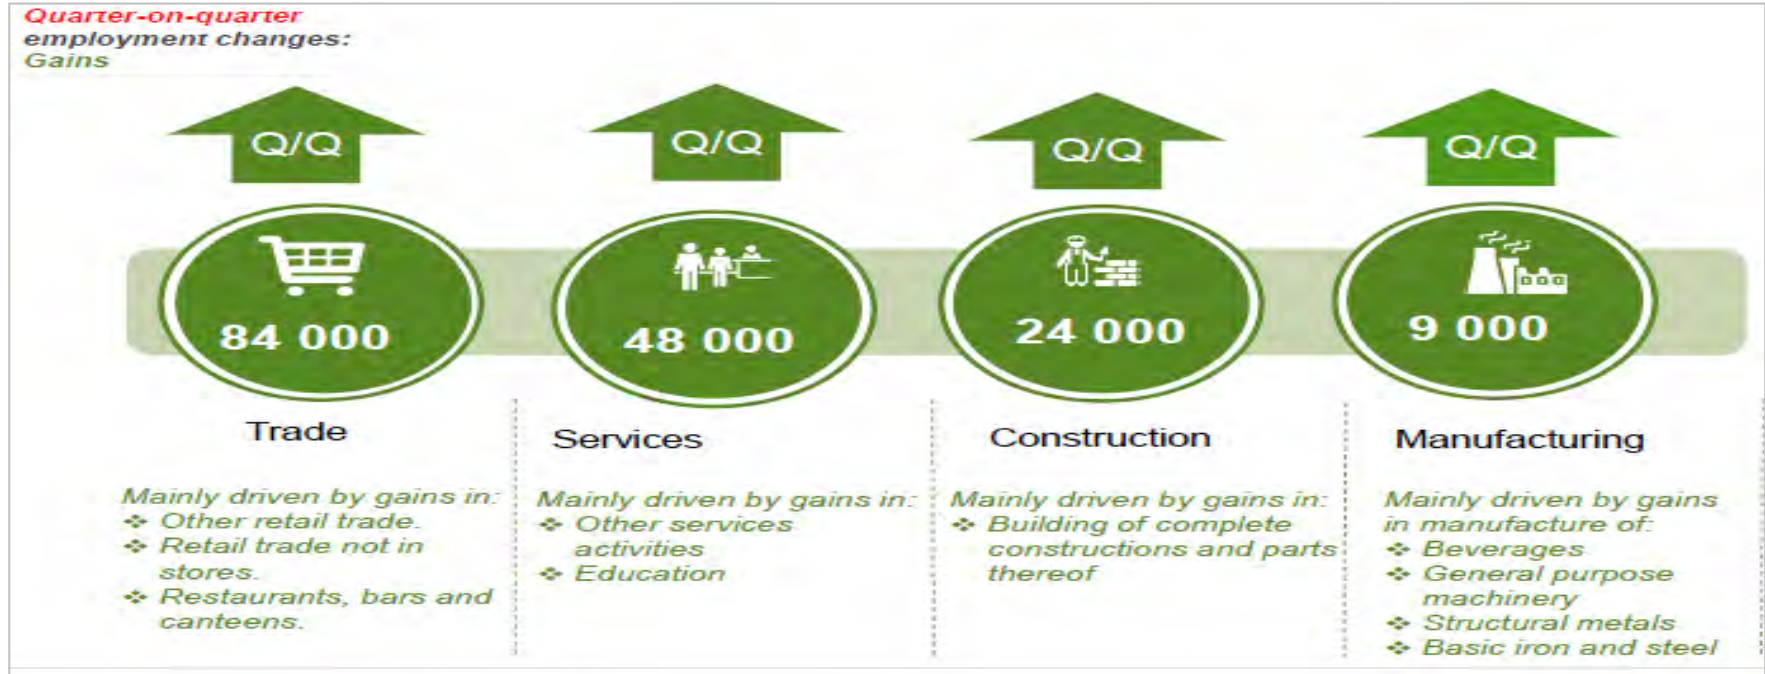 Quarter-on-quarter
employment changes:
Gains
Q/Q
Q/Q
Q/Q
Q/Q
84 000
48 000
24 000
9 000
Trade
Mainly driven by gains in:
❖ Other retail trade.
❖ Retail trade not in
stores.
❖ Restaurants, bars and
canteens.
Services
Mainly driven by gains in:
❖ Other services
activities
❖ Education
Construction
Mainly driven by gains in:
❖ Building of complete
constructions and parts
thereof
Manufacturing
Mainly driven by gains
in manufacture of:
❖ Beverages
❖ General purpose
machinery
❖ Structural metals
❖ Basic iron and steel